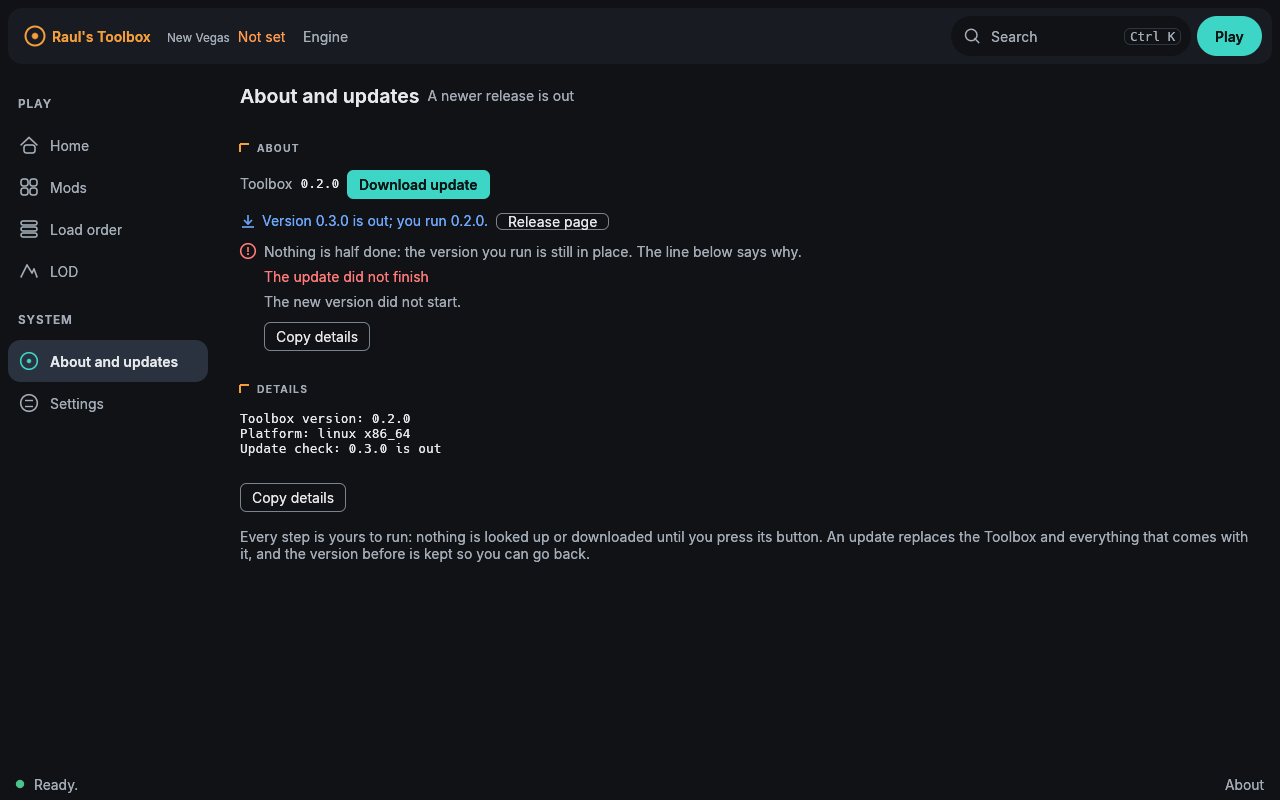 Raul's Toolbox New Vegas Not set Engine Search Ctrl K Play
PLAY
Home
Mods
Load order
LOD
SYSTEM
About and updates
Settings
About and updates A newer release is out
ABOUT
Toolbox 0.2.0 Download update
Version 0.3.0 is out; you run 0.2.0. Release page
Nothing is half done: the version you run is still in place. The line below says why.
The update did not finish
The new version did not start.
Copy details
DETAILS
Toolbox version: 0.2.0
Platform: linux x86_64
Update check: 0.3.0 is out
Copy details
Every step is yours to run: nothing is looked up or downloaded until you press its button. An update replaces the Toolbox and everything that comes with
it, and the version before is kept so you can go back.
Ready. About